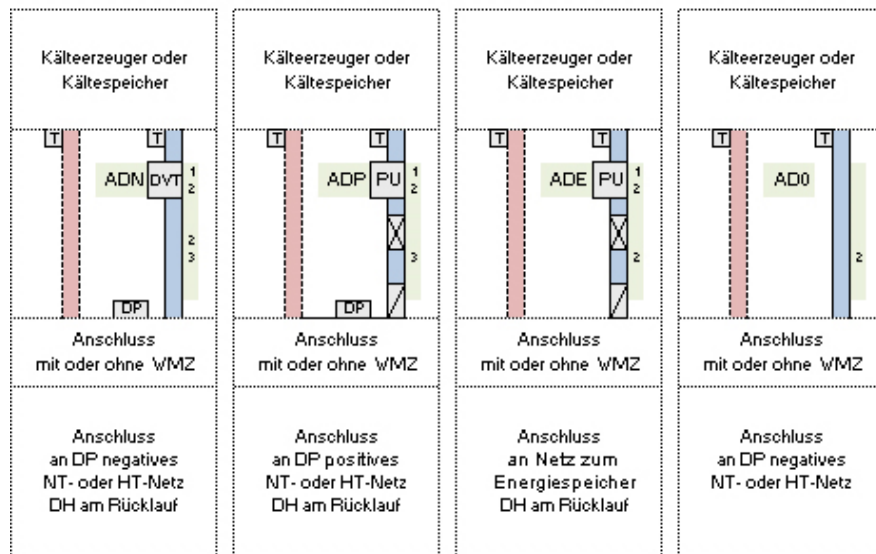 Kälteerzeuger oder
Kältespeicher
T
T
ADN
DVT
1
2
2
3
DP
Anschluss
mit oder ohne WMZ
Anschluss
an DP negatives
NT- oder HT-Netz
DH am Rücklauf
Kälteerzeuger oder
Kältespeicher
T
T
ADP
PU
1
2
3
DP
Anschluss
mit oder ohne WMZ
Anschluss
an DP positives
NT- oder HT-Netz
DH am Rücklauf
Kälteerzeuger oder
Kältespeicher
T
T
ADE
PU
1
2
2
Anschluss
mit oder ohne WMZ
Anschluss
an Netz zum
Energiespeicher
DH am Rücklauf
Kälteerzeuger oder
Kältespeicher
T
T
AD0
2
Anschluss
mit oder ohne WMZ
Anschluss
an DP negatives
NT- oder HT-Netz